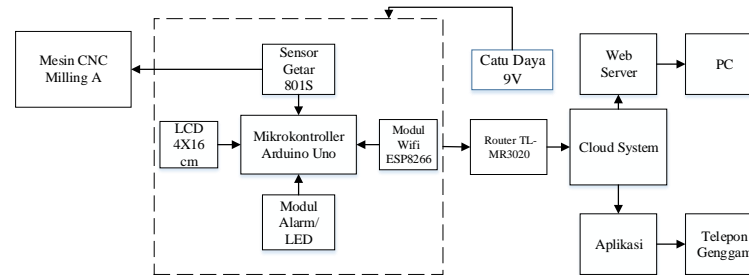 Mesin CNC
Milling A
Sensor
Getar
801S
Catu Daya
9V
Web
Server
PC
LCD
4X16
cm
Mikrokontroller
Arduino Uno
Modul
Wifi
ESP8266
Router TL-
MR3020
Cloud System
Modul
Alarm/
LED
Aplikasi
Telepon
Genggam